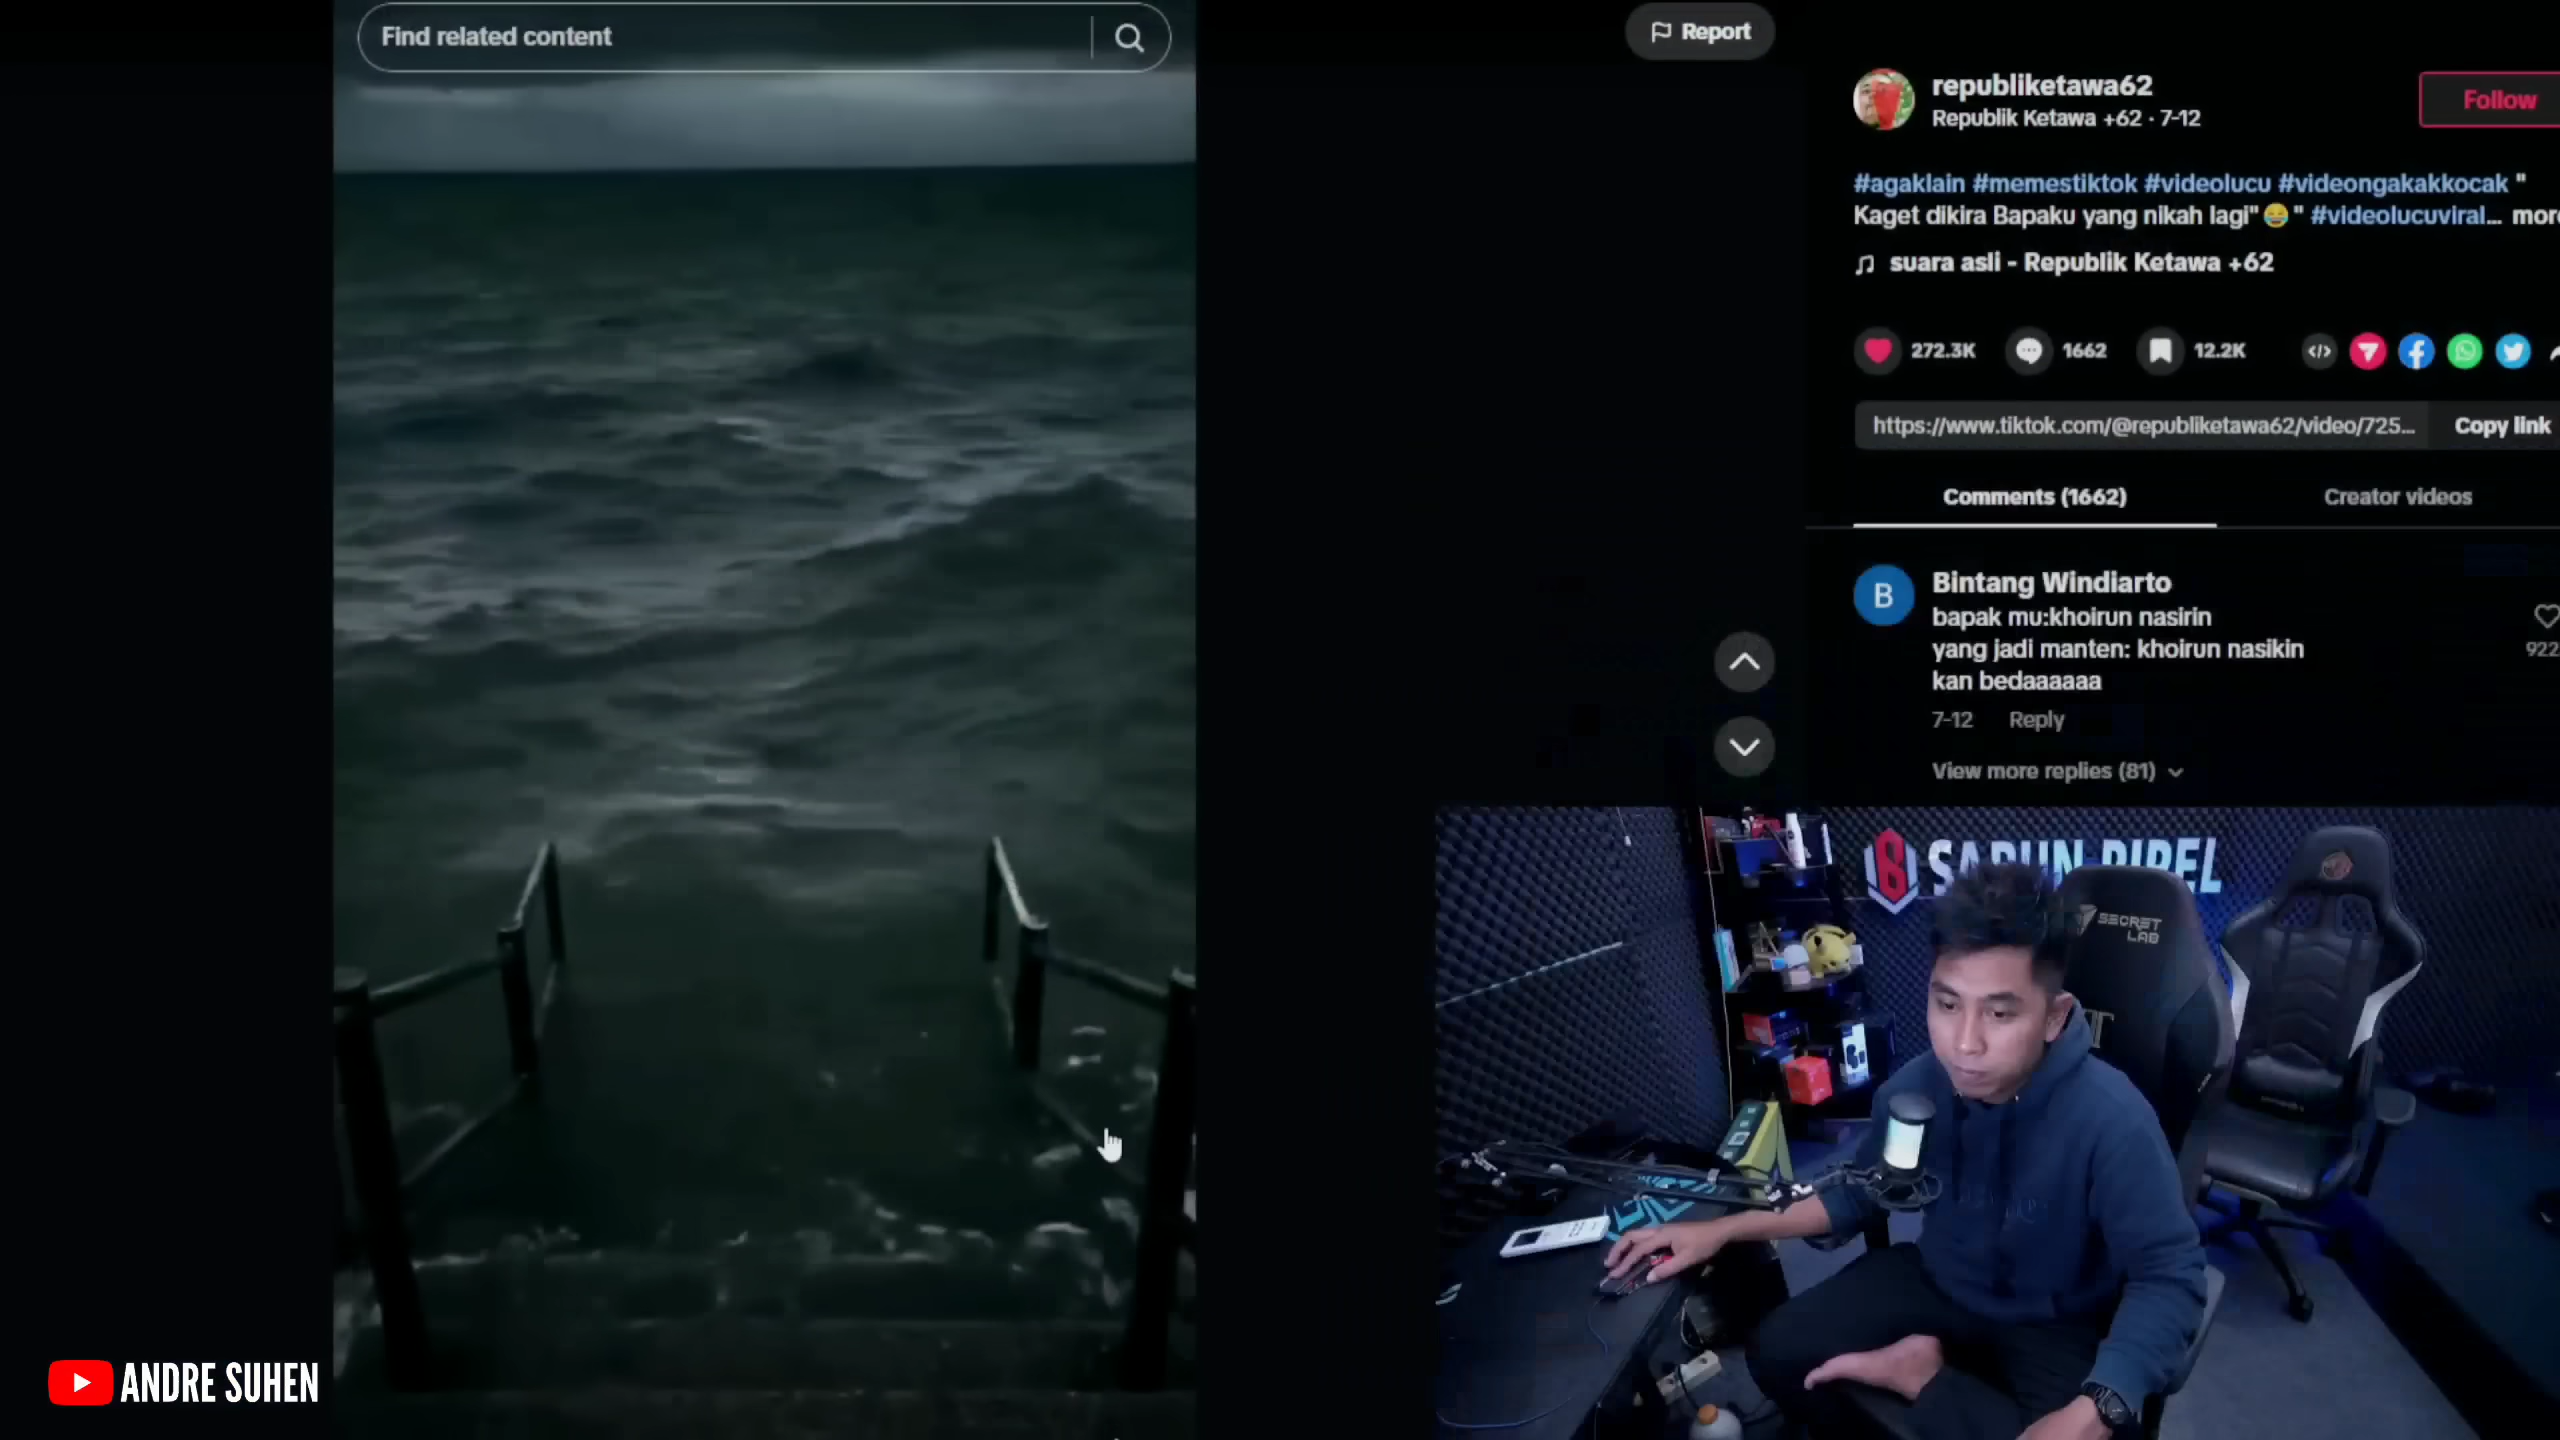 Find related content
Report
republiketawa62
Republik Ketawa +62 · 7-12
Follow
#agaklain #memestiktok #videolucu #videongakakkocak "
Kaget dikira Bapaku yang nikah lagi"😂" #videolucuviral... more
suara asli - Republik Ketawa +62
272.3K 1662 12.2K
https://www.tiktok.com/@republiketawa62/video/725... Copy link
Comments (1662) Creator videos
B
Bintang Windiarto
bapak mu:khoirun nasirin
yang jadi manten: khoirun nasikin
kan bedaaaaaa
922
7-12 Reply
View more replies (81)
SECRET
LAB
ANDRE SUHEN